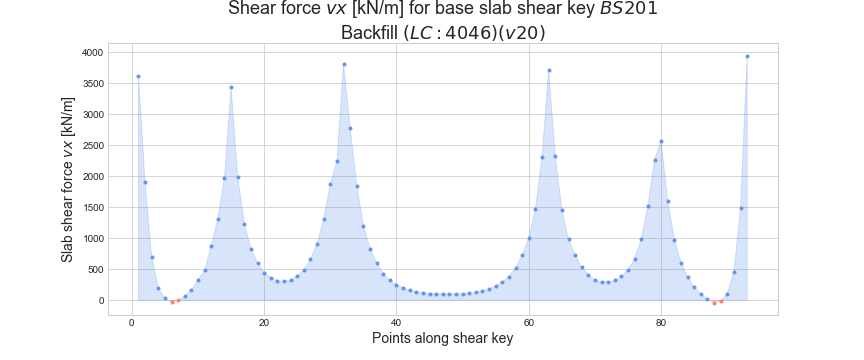 Shear force vx [kN/m] for base slab shear key BS201
Backfill (LC : 4046)(v20)
Slab shear force vx [kN/m]
4000
3500
3000
2500
2000
1500
1000
500
0
0 20 40 60 80
Points along shear key